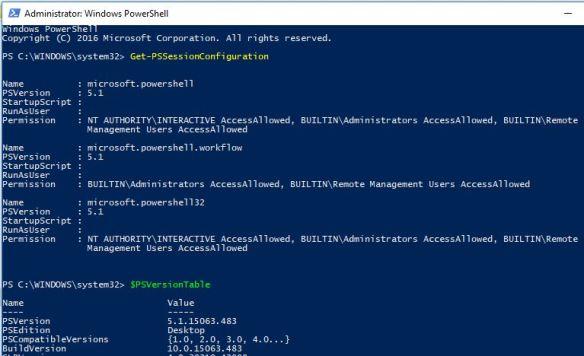 Administrator: Windows PowerShell
Windows PowerShell
Copyright (C) 2016 Microsoft Corporation. All rights reserved.
PS C:\WINDOWS\system32> Get-PSSessionConfiguration
Name : microsoft.powershell
PSVersion : 5.1
StartupScript :
RunAsUser :
Permission : NT AUTHORITY\INTERACTIVE AccessAllowed, BUILTIN\Administrators AccessAllowed, BUILTIN\Remote
Management Users AccessAllowed
Name : microsoft.powershell.workflow
PSVersion : 5.1
StartupScript :
RunAsUser :
Permission : BUILTIN\Administrators AccessAllowed, BUILTIN\Remote Management Users AccessAllowed
Name : microsoft.powershell32
PSVersion : 5.1
StartupScript :
RunAsUser :
Permission : NT AUTHORITY\INTERACTIVE AccessAllowed, BUILTIN\Administrators AccessAllowed, BUILTIN\Remote
Management Users AccessAllowed
PS C:\WINDOWS\system32> $PSVersionTable
Name Value
---- -----
PSVersion 5.1.15063.483
PSEdition Desktop
PSCompatibleVersions {1.0, 2.0, 3.0, 4.0...}
BuildVersion 10.0.15063.483